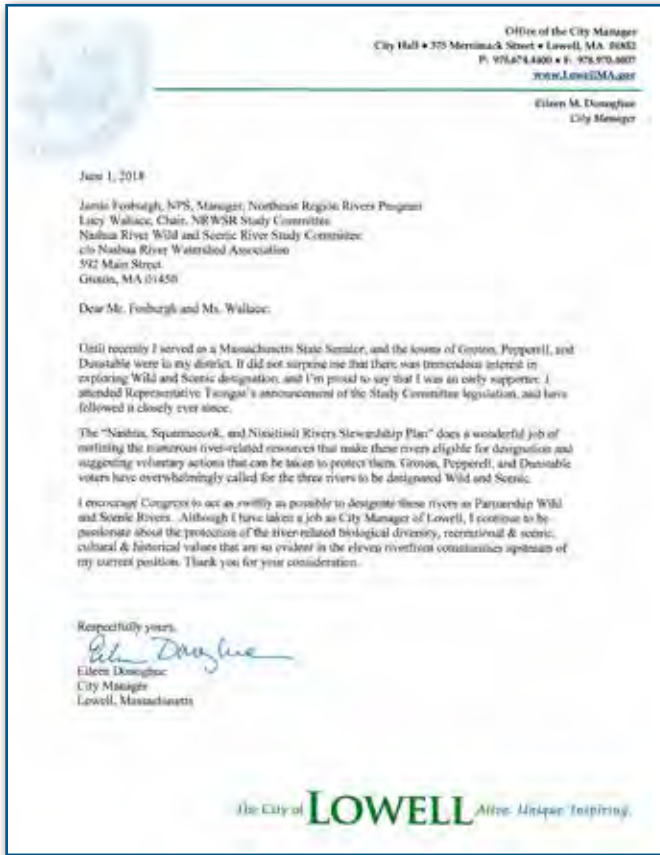 Office of the City Manager
City Hall • 375 Merrimack Street • Lowell, MA 01852
P: 978.674.4400 • F: 978.970.4007
www.LowellMA.gov
Eileen M. Donoghue
City Manager
June 1, 2018
Jamie Fosburgh, NPS, Manager, Northeast Region Rivers Program
Lucy Wallace, Chair, NRWSR Study Committee
Nashua River Wild and Scenic River Study Committee
c/o Nashua River Watershed Association
592 Main Street
Groton, MA 01450
Dear Mr. Fosburgh and Ms. Wallace:
Until recently I served as a Massachusetts State Senator, and the towns of Groton, Pepperell, and
Dunstable were in my district. It did not surprise me that there was tremendous interest in
exploring Wild and Scenic designation, and I'm proud to say that I was an early supporter. I
attended Representative Tsongas's announcement of the Study Committee legislation, and have
followed it closely ever since.
The “Nashua, Squannacook, and Nissitissit Rivers Stewardship Plan” does a wonderful job of
outlining the numerous river-related resources that make these rivers eligible for designation and
suggesting voluntary actions that can be taken to protect them. Groton, Pepperell, and Dunstable
voters have overwhelmingly called for the three rivers to be designated Wild and Scenic.
I encourage Congress to act as swiftly as possible to designate these rivers as Partnership Wild
and Scenic Rivers. Although I have taken a job as City Manager of Lowell, I continue to be
passionate about the protection of the river-related biological diversity, recreational & scenic,
cultural & historical values that are so evident in the eleven riverfront communities upstream of
my current position. Thank you for your consideration.
Respectfully yours,
Eileen Donoghue
Eileen Donoghue
City Manager
Lowell, Massachusetts
The City of LOWELL Alive. Unique. Inspiring.